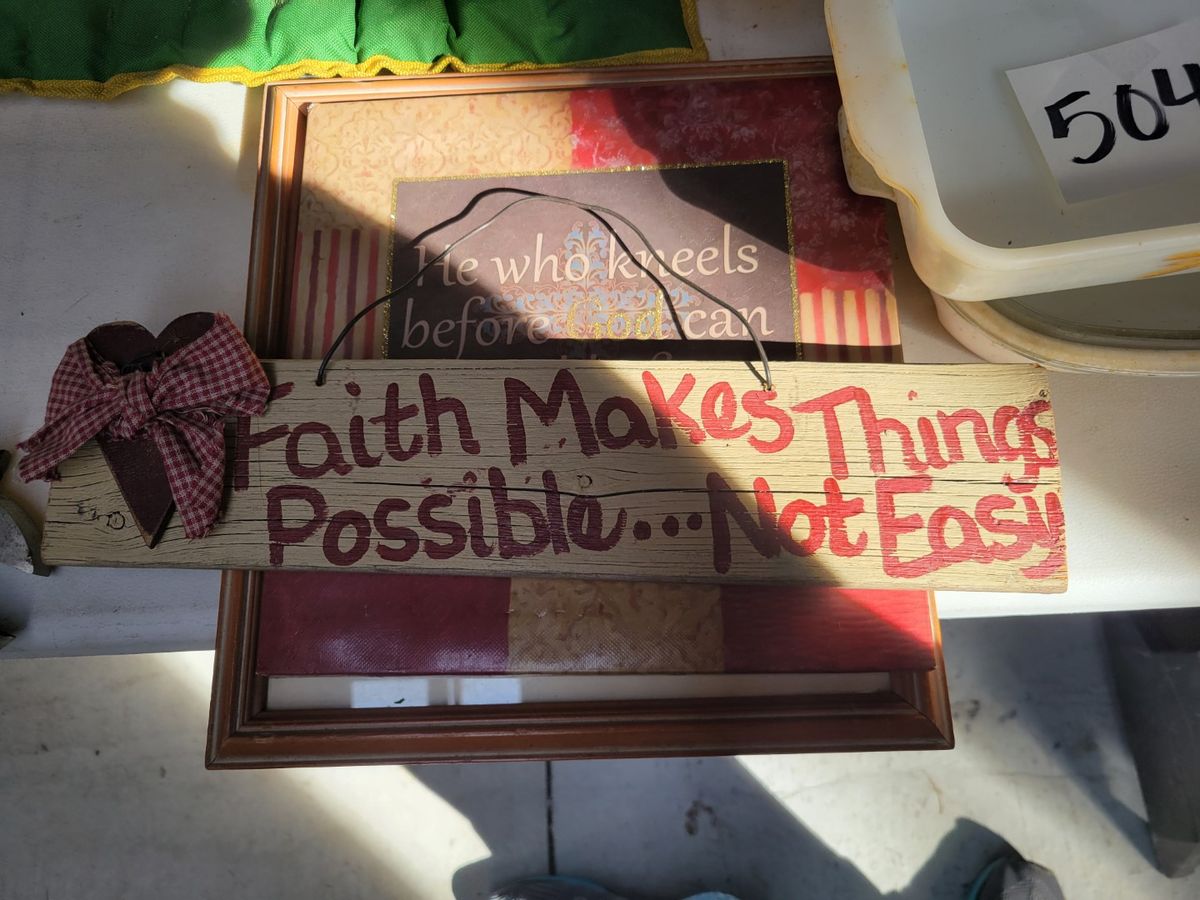 504
He who kneels
before God can
Faith Makes Things
Possible...Not Easy